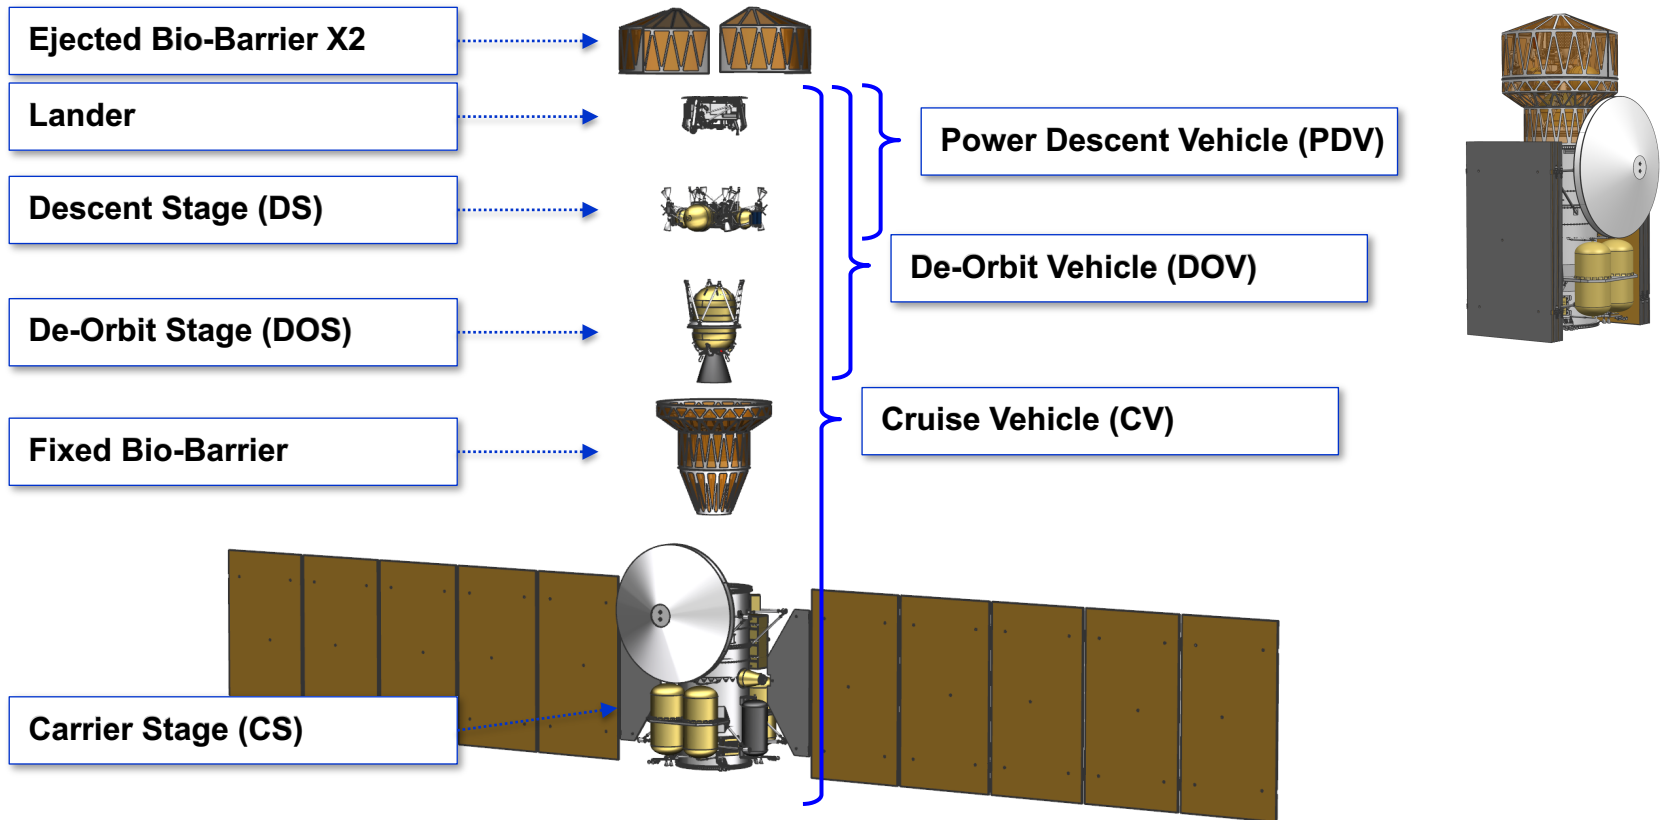 Ejected Bio-Barrier X2
Lander
Power Descent Vehicle (PDV)
Descent Stage (DS)
De-Orbit Vehicle (DOV)
De-Orbit Stage (DOS)
Cruise Vehicle (CV)
Fixed Bio-Barrier
Carrier Stage (CS)